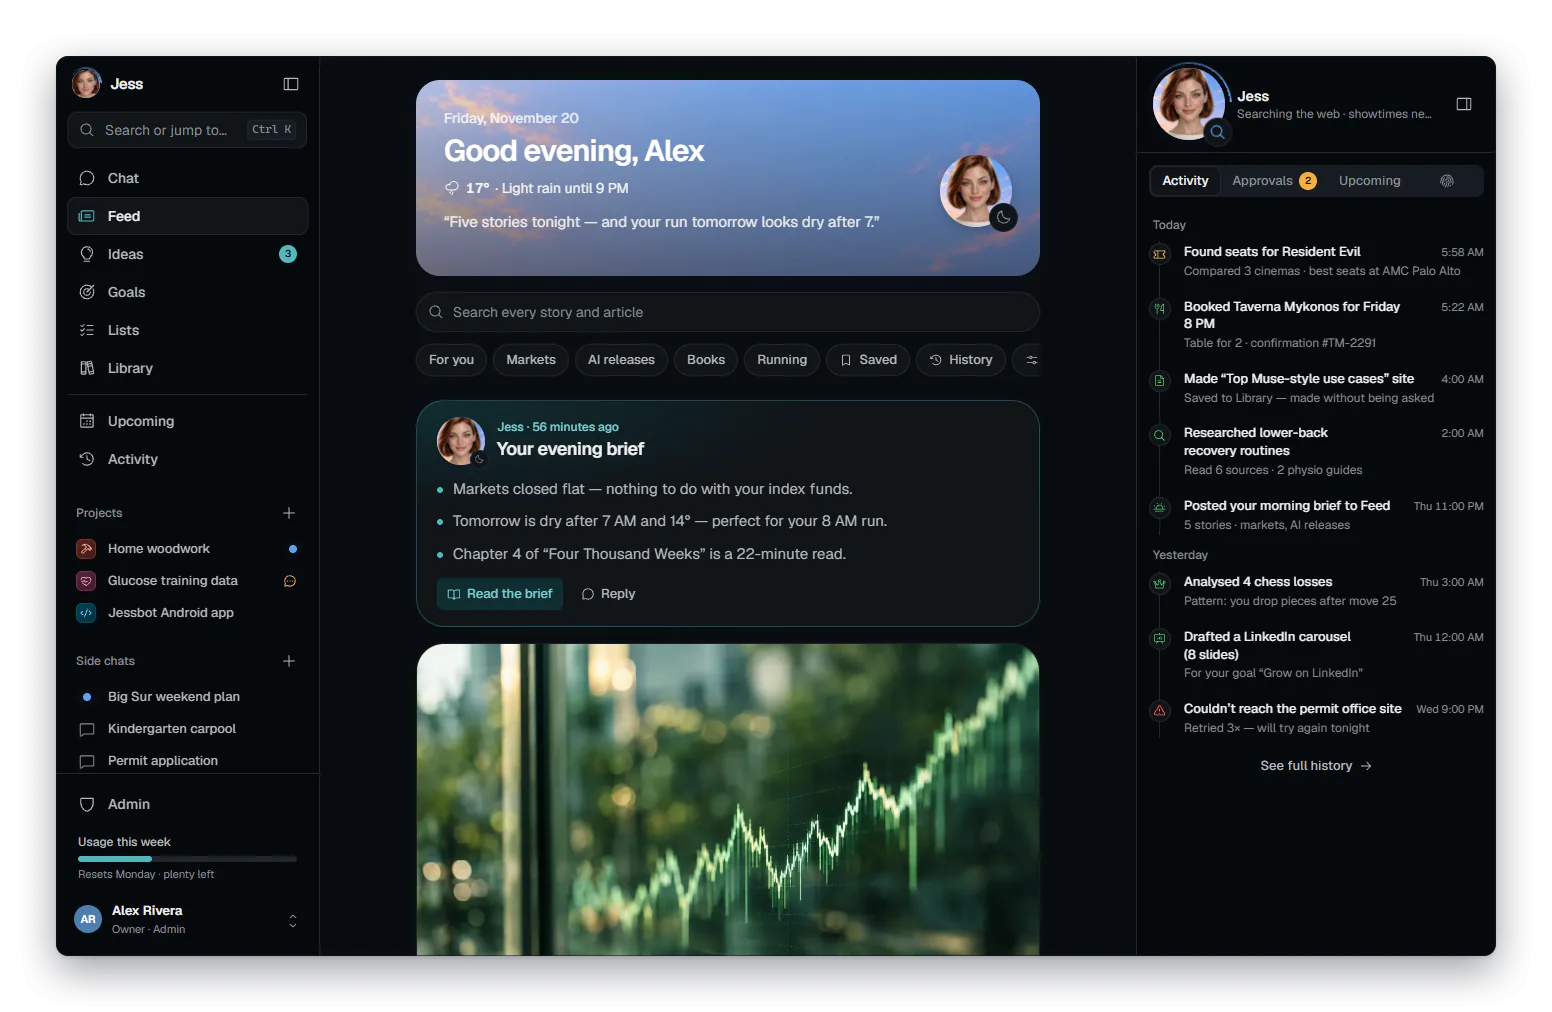 Jess
Search or jump to...
Ctrl K
Chat
Feed
Ideas
3
Goals
Lists
Library
Upcoming
Activity
Projects
Home woodwork
Glucose training data
Jessbot Android app
Side chats
Big Sur weekend plan
Kindergarten carpool
Permit application
Admin
Usage this week
Resets Monday · plenty left
AR
Alex Rivera
Owner · Admin
Friday, November 20
Good evening, Alex
17° · Light rain until 9 PM
“Five stories tonight — and your run tomorrow looks dry after 7.”
Search every story and article
For you
Markets
AI releases
Books
Running
Saved
History
Jess · 56 minutes ago
Your evening brief
Markets closed flat — nothing to do with your index funds.
Tomorrow is dry after 7 AM and 14° — perfect for your 8 AM run.
Chapter 4 of “Four Thousand Weeks” is a 22-minute read.
Read the brief
Reply
Jess
Searching the web · showtimes ne...
Activity
Approvals 2
Upcoming
Today
Found seats for Resident Evil
5:58 AM
Compared 3 cinemas · best seats at AMC Palo Alto
Booked Taverna Mykonos for Friday
8 PM
5:22 AM
Table for 2 · confirmation #TM-2291
Made “Top Muse-style use cases” site
4:00 AM
Saved to Library — made without being asked
Researched lower-back
recovery routines
2:00 AM
Read 6 sources · 2 physio guides
Posted your morning brief to Feed
Thu 11:00 PM
5 stories · markets, AI releases
Yesterday
Analysed 4 chess losses
Thu 3:00 AM
Pattern: you drop pieces after move 25
Drafted a LinkedIn carousel
(8 slides)
Thu 12:00 AM
For your goal “Grow on LinkedIn”
Couldn’t reach the permit office site
Wed 9:00 PM
Retried 3× — will try again tonight
See full history